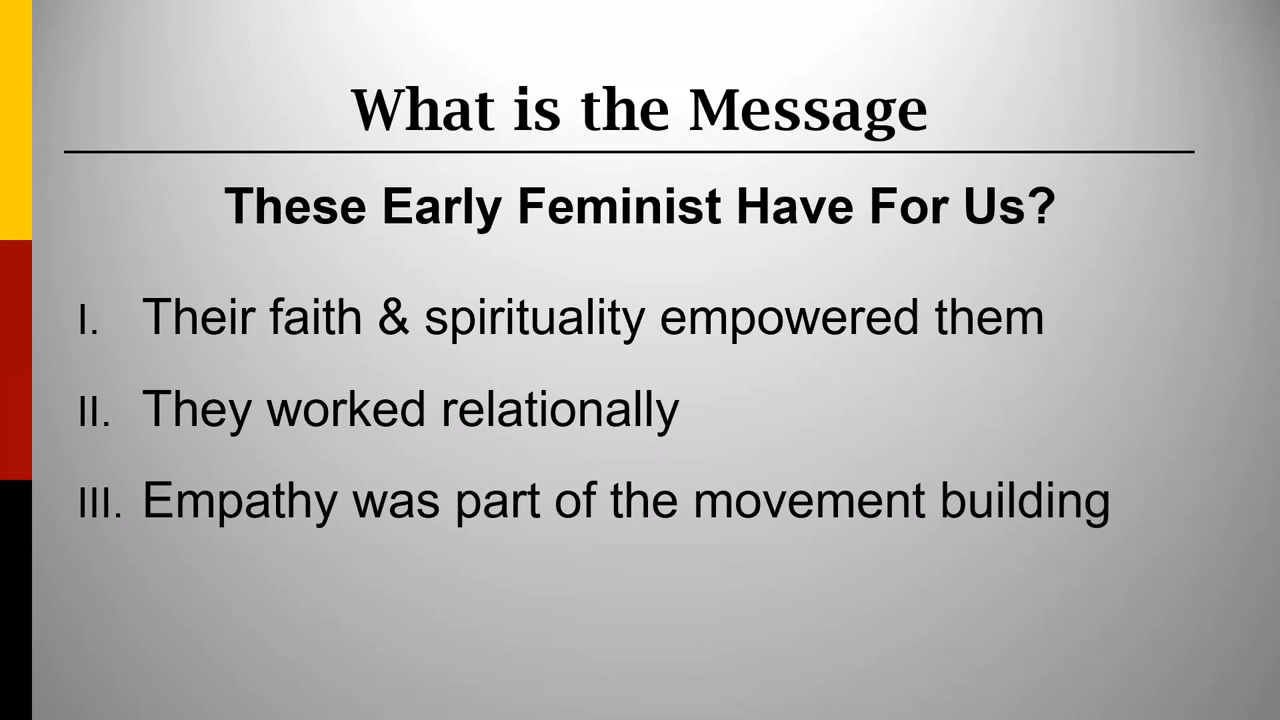 What is the Message
These Early Feminist Have For Us?
I. Their faith & spirituality empowered them
II. They worked relationally
III. Empathy was part of the movement building